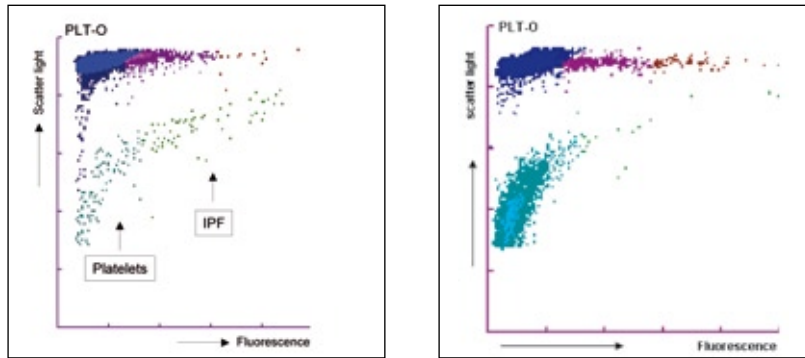 PLT-O
Scatter light
IPF
Platelets
Fluorescence
PLT-O
scatter light
Fluorescence